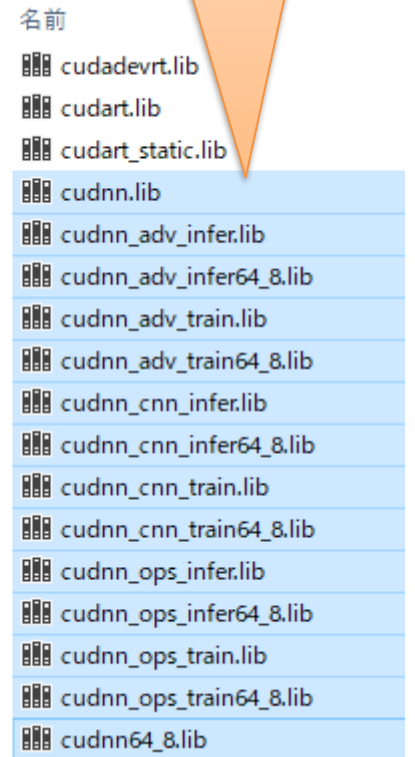 名前
cudadevrt.lib
cudart.lib
cudart_static.lib
cudnn.lib
cudnn_adv_infer.lib
cudnn_adv_infer64_8.lib
cudnn_adv_train.lib
cudnn_adv_train64_8.lib
cudnn_cnn_infer.lib
cudnn_cnn_infer64_8.lib
cudnn_cnn_train.lib
cudnn_cnn_train64_8.lib
cudnn_ops_infer.lib
cudnn_ops_infer64_8.lib
cudnn_ops_train.lib
cudnn_ops_train64_8.lib
cudnn64_8.lib